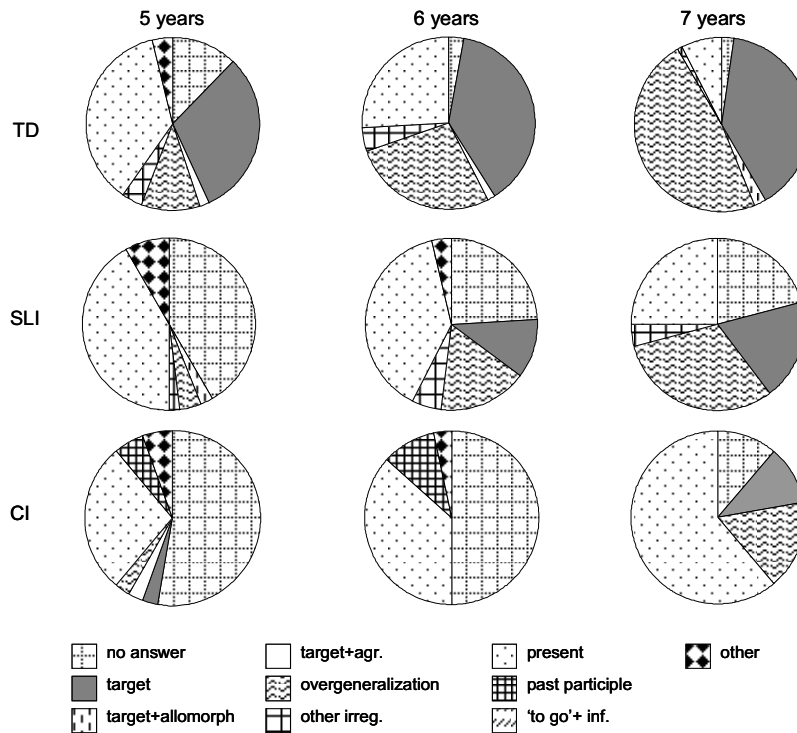 5 years 6 years 7 years
TD
SLI
CI
no answer target+agr. present other
target overgeneralization past participle
target+allomorph other irreg. 'to go'+ inf.